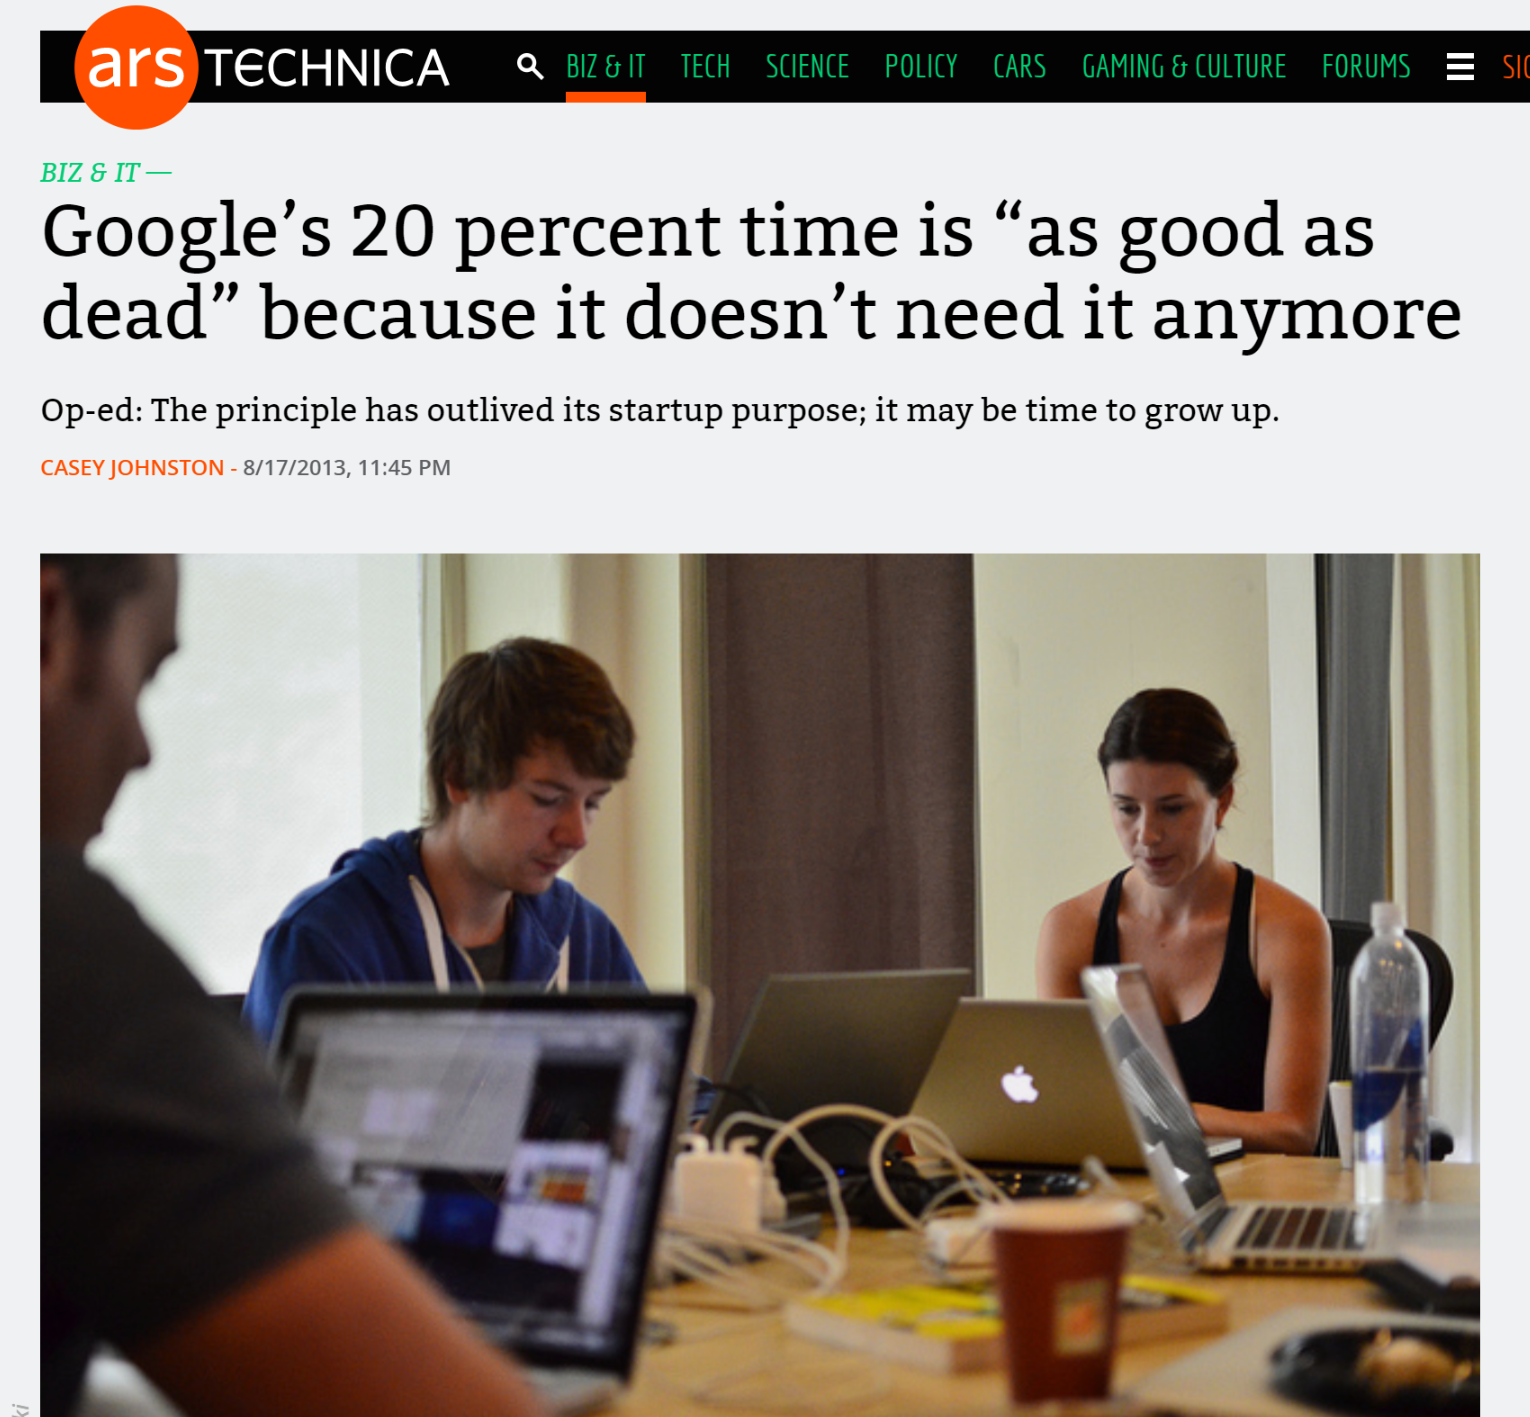 ars TECHNICA BIZ & IT TECH SCIENCE POLICY CARS GAMING & CULTURE FORUMS
BIZ & IT —
Google’s 20 percent time is “as good as
dead” because it doesn’t need it anymore
Op-ed: The principle has outlived its startup purpose; it may be time to grow up.
CASEY JOHNSTON - 8/17/2013, 11:45 PM